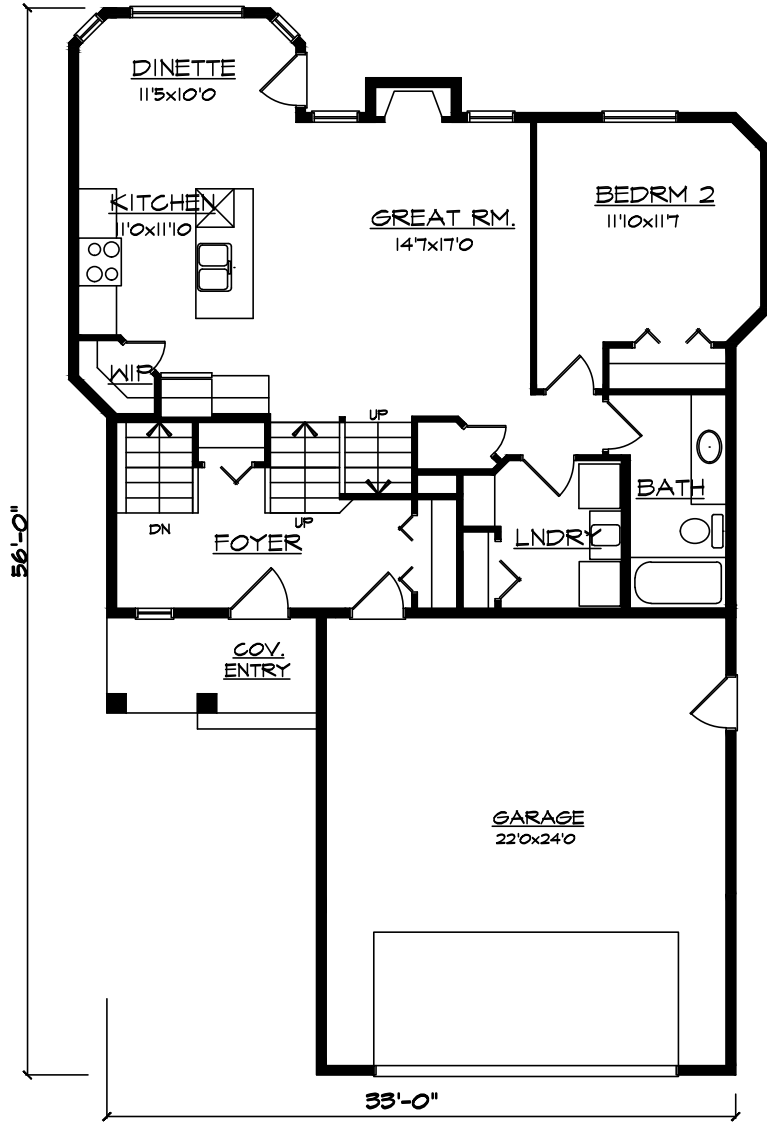 DINETTE
11'5x10'0
KITCHEN
11'0x11'10
GREAT RM.
14'7x17'0
BEDRM 2
11'10x11'7
WIP
UP
BATH
DN
UP
FOYER
LNDRY
56'-0"
COV.
ENTRY
GARAGE
22'0x24'0
33'-0"